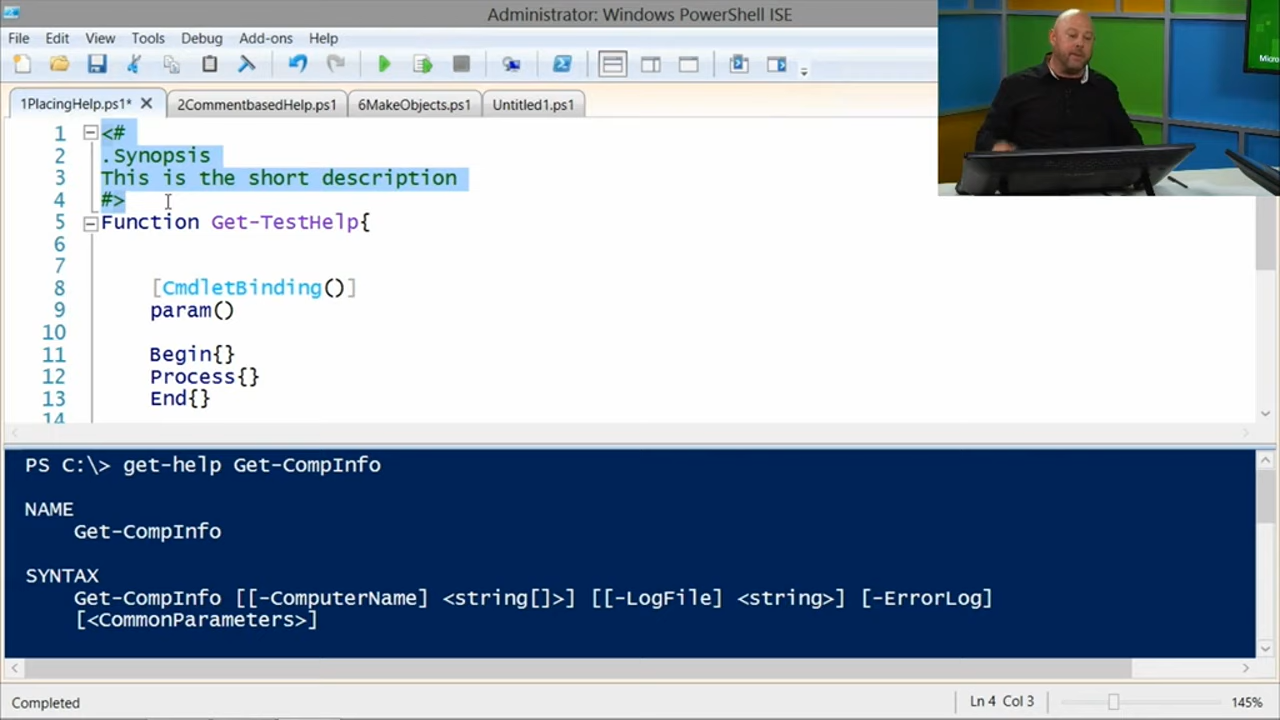 Administrator: Windows PowerShell ISE
File Edit View Tools Debug Add-ons Help
1PlacingHelp.ps1* 2CommentbasedHelp.ps1 6MakeObjects.ps1 Untitled1.ps1
Micro
1 <#
2 .Synopsis
3 This is the short description
4 #>
5 Function Get-TestHelp{
6
7
8 [CmdletBinding()]
9 param()
10
11 Begin{}
12 Process{}
13 End{}
14
PS C:\> get-help Get-CompInfo
NAME
Get-CompInfo
SYNTAX
Get-CompInfo [[-ComputerName] <string[]>] [[-LogFile] <string>] [-ErrorLog]
[<CommonParameters>]
Completed Ln 4 Col 3 145%